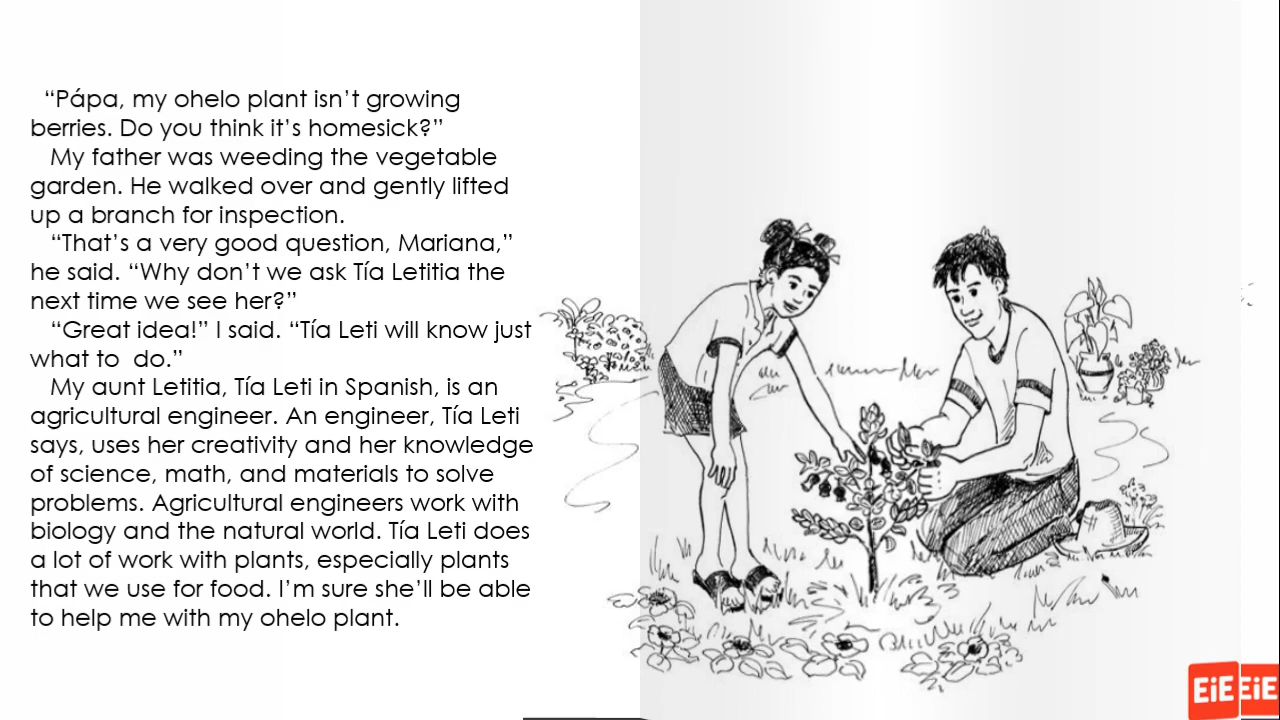 “Pápa, my ohelo plant isn’t growing
berries. Do you think it’s homesick?”
My father was weeding the vegetable
garden. He walked over and gently lifted
up a branch for inspection.
“That’s a very good question, Mariana,”
he said. “Why don’t we ask Tía Letitia the
next time we see her?”
“Great idea!” I said. “Tía Leti will know just
what to  do.”
My aunt Letitia, Tía Leti in Spanish, is an
agricultural engineer. An engineer, Tía Leti
says, uses her creativity and her knowledge
of science, math, and materials to solve
problems. Agricultural engineers work with
biology and the natural world. Tía Leti does
a lot of work with plants, especially plants
that we use for food. I’m sure she’ll be able
to help me with my ohelo plant.
EiE EiE